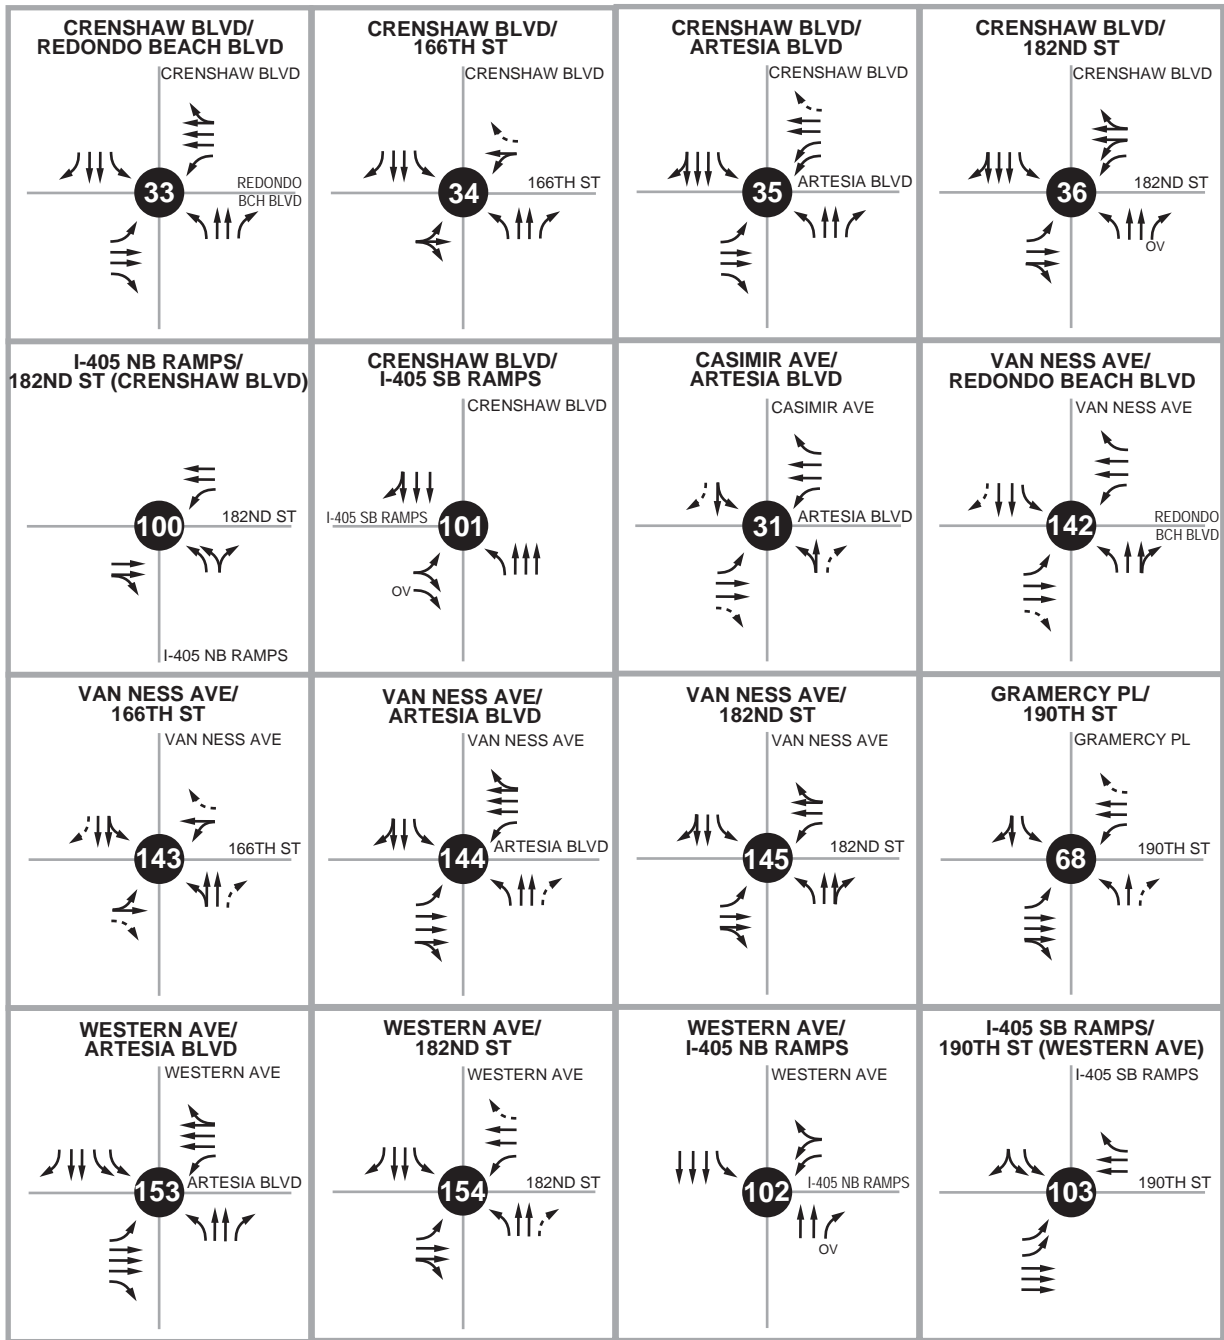 CRENSHAW BLVD/
REDONDO BEACH BLVD
CRENSHAW BLVD
33
REDONDO
BCH BLVD
CRENSHAW BLVD/
166TH ST
CRENSHAW BLVD
34
166TH ST
CRENSHAW BLVD/
ARTESIA BLVD
CRENSHAW BLVD
35
ARTESIA BLVD
CRENSHAW BLVD/
182ND ST
CRENSHAW BLVD
36
182ND ST
OV
I-405 NB RAMPS/
182ND ST (CRENSHAW BLVD)
100
182ND ST
I-405 NB RAMPS
CRENSHAW BLVD/
I-405 SB RAMPS
CRENSHAW BLVD
I-405 SB RAMPS
101
OV
CASIMIR AVE/
ARTESIA BLVD
CASIMIR AVE
31
ARTESIA BLVD
VAN NESS AVE/
REDONDO BEACH BLVD
VAN NESS AVE
142
REDONDO
BCH BLVD
VAN NESS AVE/
166TH ST
VAN NESS AVE
143
166TH ST
VAN NESS AVE/
ARTESIA BLVD
VAN NESS AVE
144
ARTESIA BLVD
VAN NESS AVE/
182ND ST
VAN NESS AVE
145
182ND ST
GRAMERCY PL/
190TH ST
GRAMERCY PL
68
190TH ST
WESTERN AVE/
ARTESIA BLVD
WESTERN AVE
153
ARTESIA BLVD
WESTERN AVE/
182ND ST
WESTERN AVE
154
182ND ST
WESTERN AVE/
I-405 NB RAMPS
WESTERN AVE
102
I-405 NB RAMPS
OV
I-405 SB RAMPS/
190TH ST (WESTERN AVE)
I-405 SB RAMPS
103
190TH ST